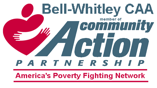 Bell-Whitley CAA
member of
community
Action
PARTNERSHIP
America's Poverty Fighting Network